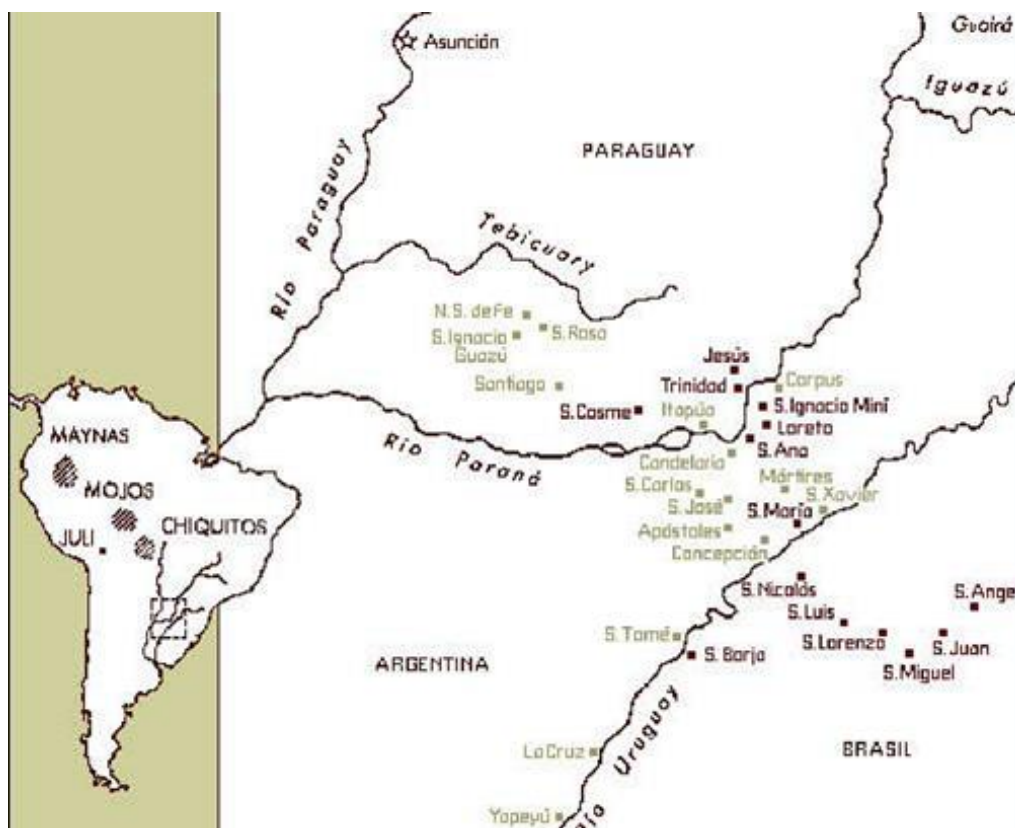 Guairá
Asunción
Iguazú
PARAGUAY
Río Paraguay
Tebicuary
N.S. de Fe
S. Rosa
S. Ignacio
Guazú
Jesús
Santiago
Trinidad
Corpus
S. Cosme
S. Ignacio Miní
Itapúa
Loreto
S. Ana
Río Paraná
Candelaria
MAYNAS
Mártires
S. Carlos
S. Xavier
MOJOS
S. José
S. María
CHIQUITOS
Apóstoles
JULI
Concepción
S. Nicolás
S. Ange
S. Luis
S. Tomé
S. Lorenzo
S. Juan
S. Borja
ARGENTINA
S. Miguel
La Cruz
BRASIL
Río Uruguay
Yapeyú